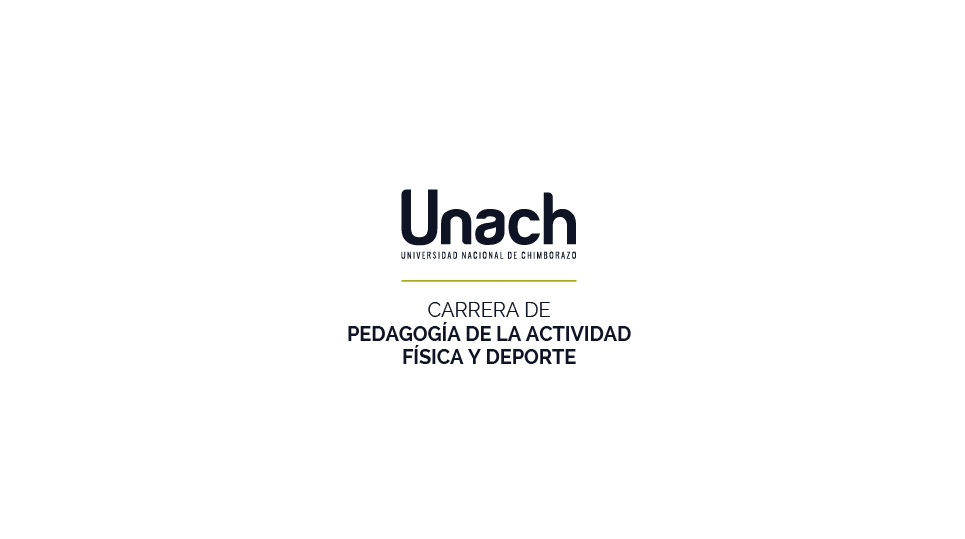 Unach
UNIVERSIDAD NACIONAL DE CHIMBORAZO
CARRERA DE
PEDAGOGÍA DE LA ACTIVIDAD
FÍSICA Y DEPORTE